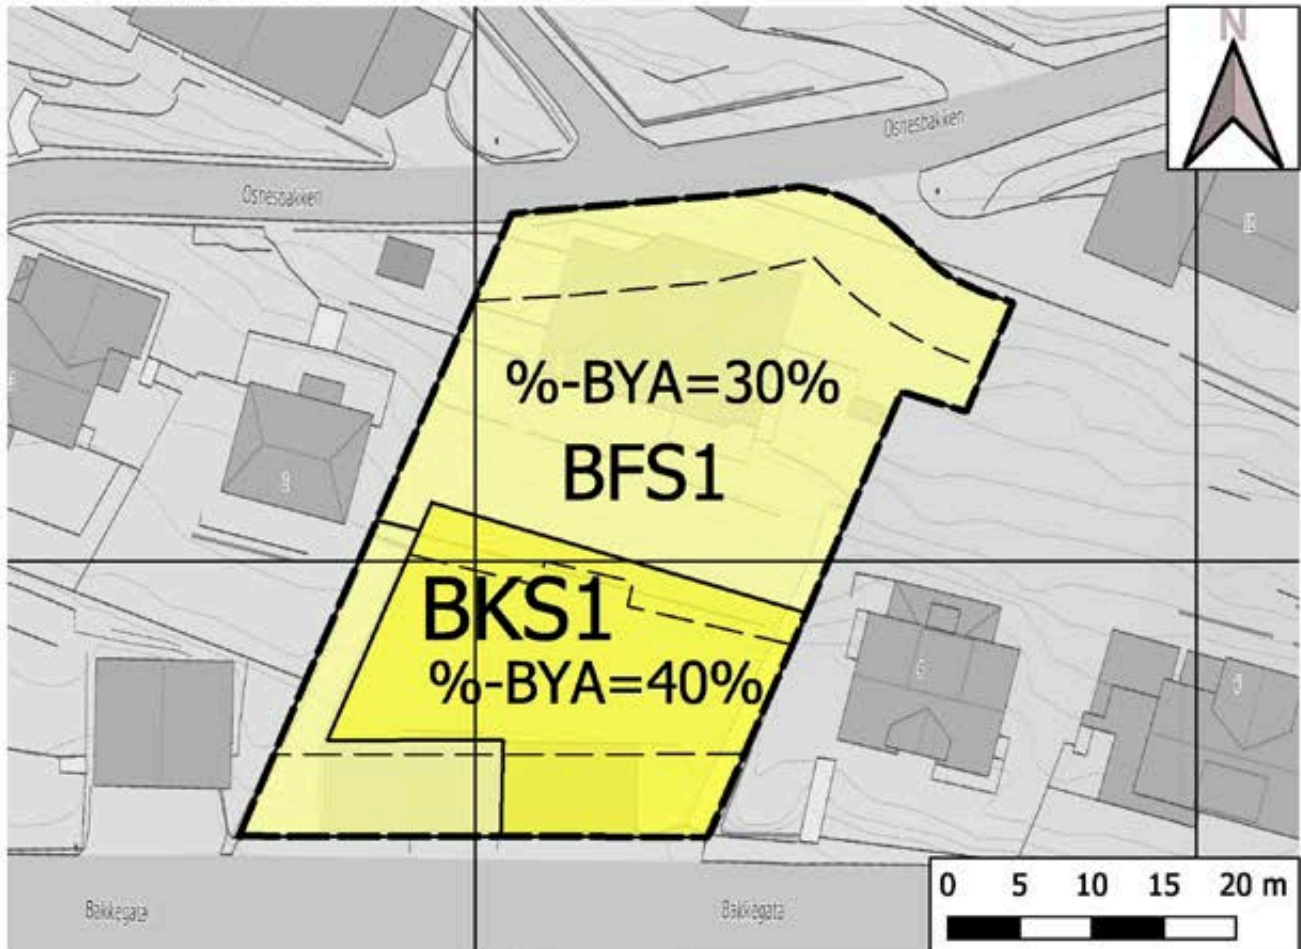 N
Osnesbakken
Osnesbakken
%-BYA=30%
BFS1
BKS1
%-BYA=40%
0 5 10 15 20 m
Bakkegata
Bakkegata